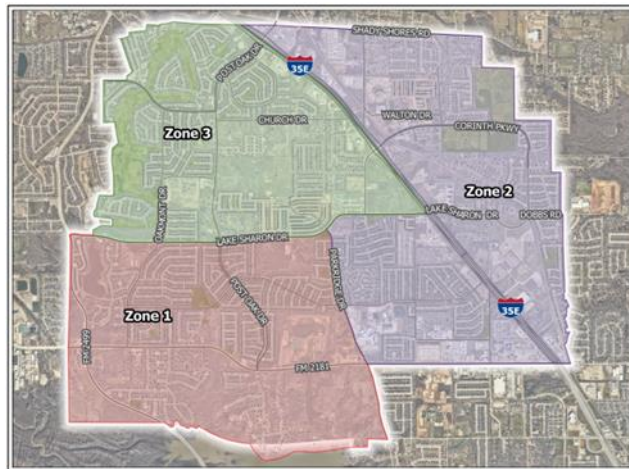 SHADY SHORES RD
POST OAK DR
35E
CHURCH DR
WALTON DR
CORINTH PKWY
Zone 3
Zone 2
OAKMONT DR
LAKE SHARON DR
DOBBS RD
LAKE SHARON DR
PARKRIDGE DR
POST OAK DR
Zone 1
35E
FM 2499
FM 2181